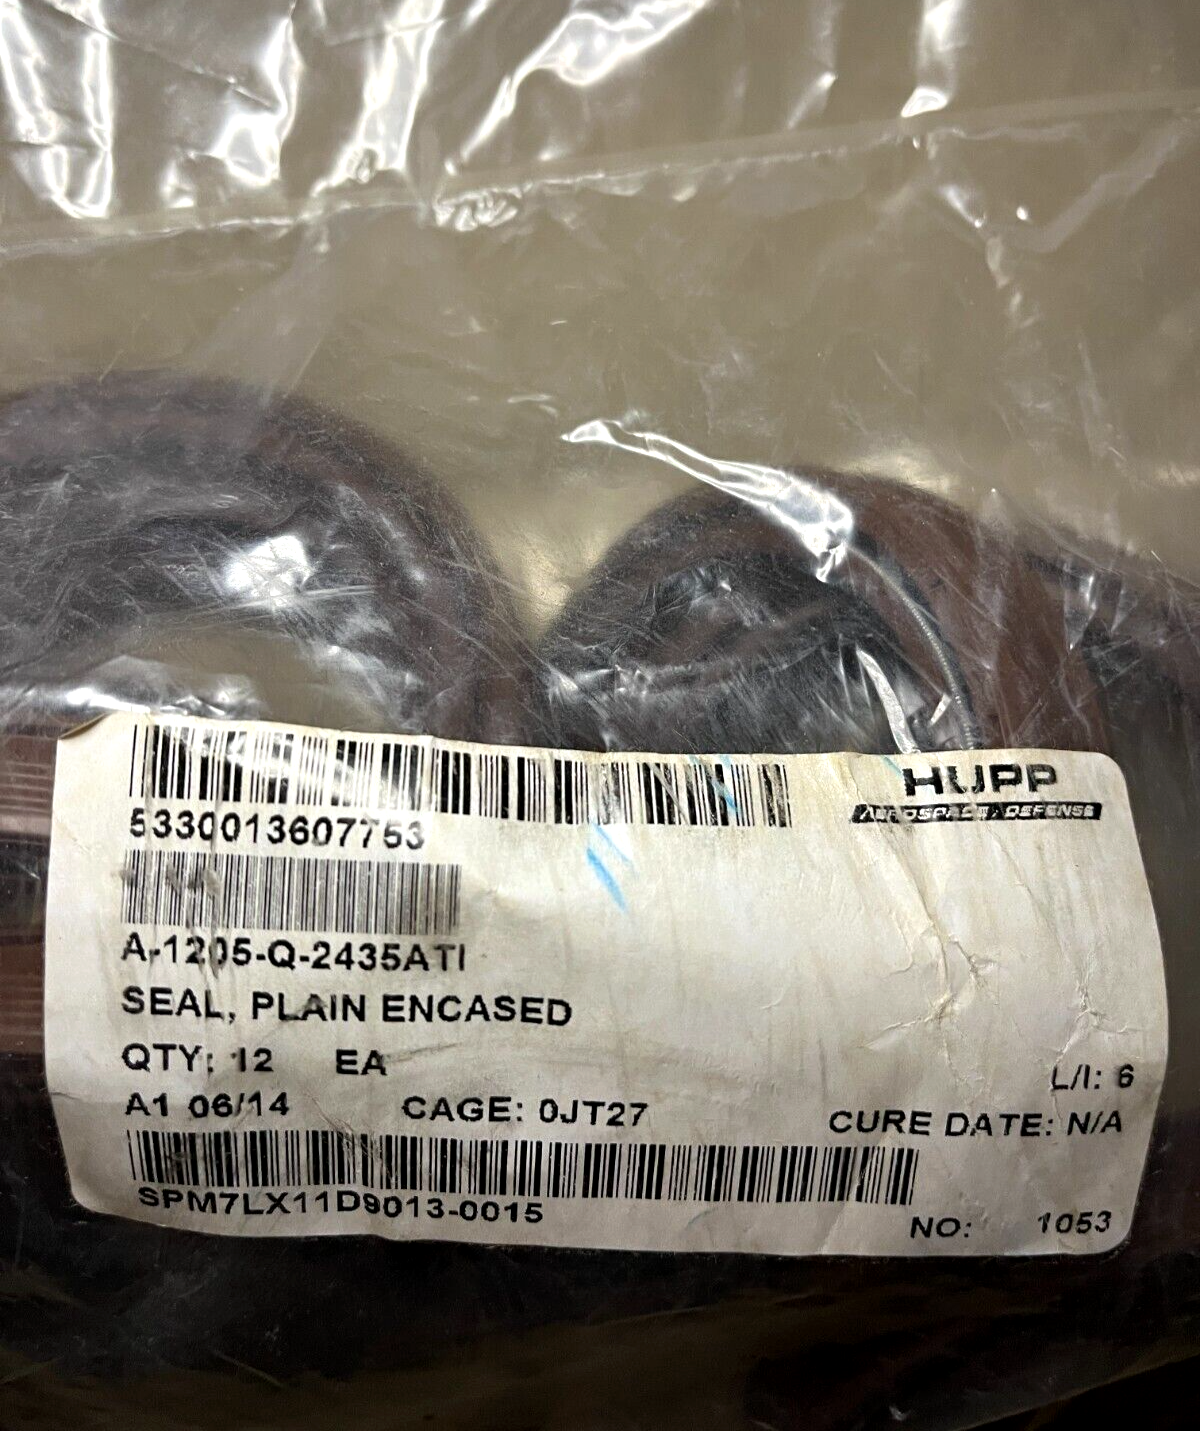 HUPP
AEROSPACE / DEFENSE
5330013607753
A-1205-Q-2435ATI
SEAL, PLAIN ENCASED
QTY: 12 EA
L/I: 6
A1 06/14 CAGE: 0JT27 CURE DATE: N/A
SPM7LX11D9013-0015
NO: 1053